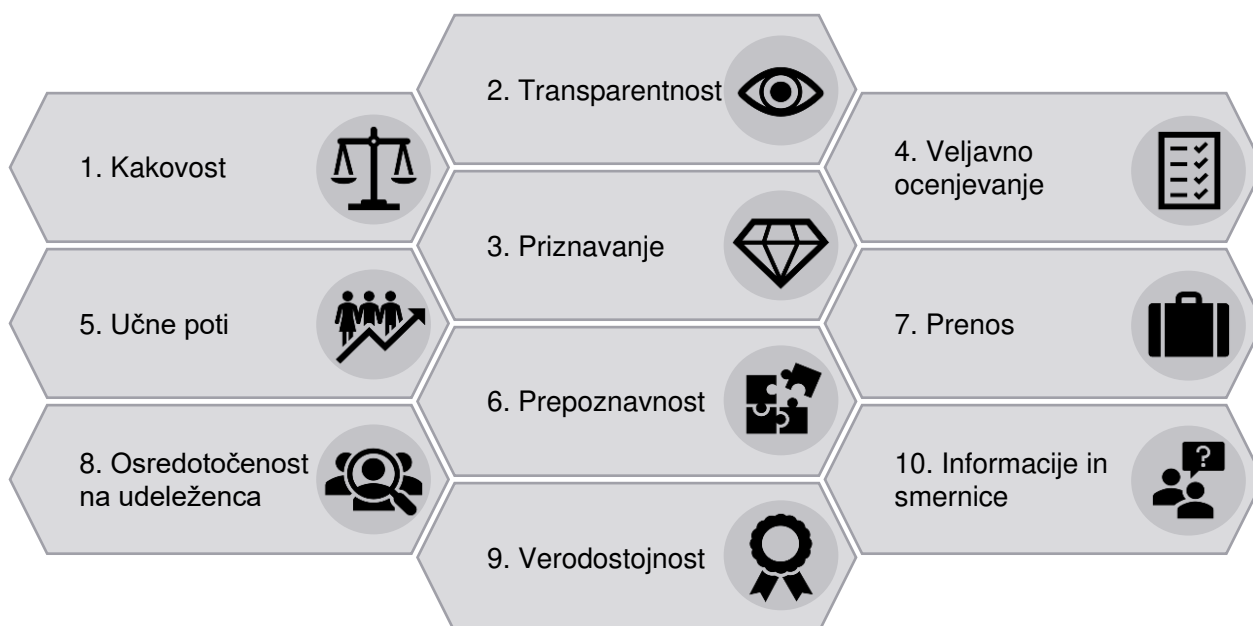 1. Kakovost
2. Transparentnost
3. Priznavanje
4. Veljavno
ocenjevanje
5. Učne poti
6. Prepoznavnost
7. Prenos
8. Osredotočenost
na udeleženca
9. Verodostojnost
10. Informacije in
smernice
?